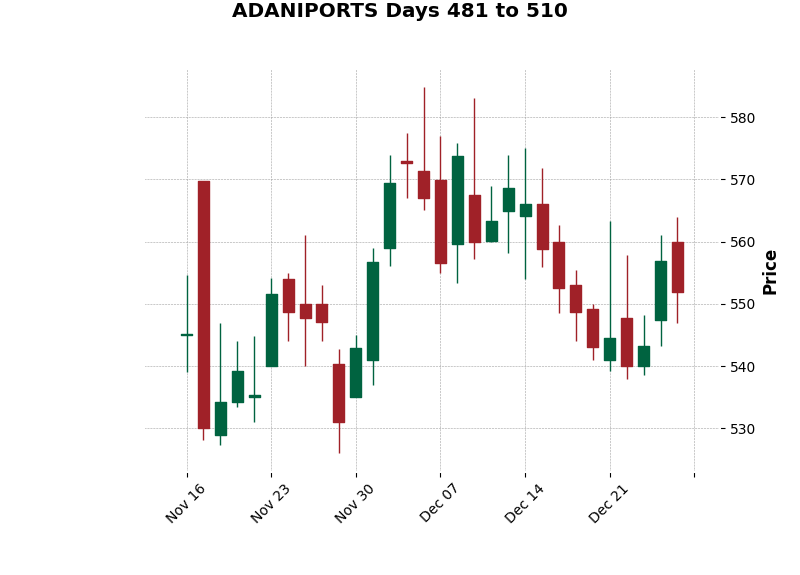 ADANIPORTS Days 481 to 510
580
570
560
550
540
530
Price
Nov 16
Nov 23
Nov 30
Dec 07
Dec 14
Dec 21